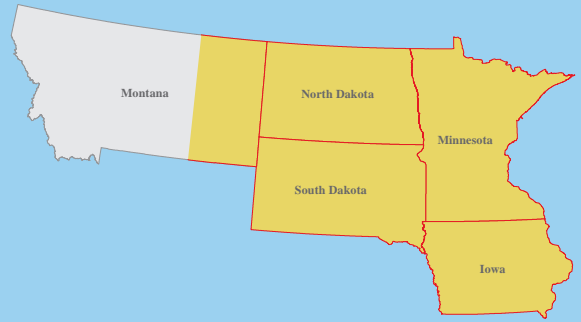 Montana
North Dakota
Minnesota
South Dakota
Iowa